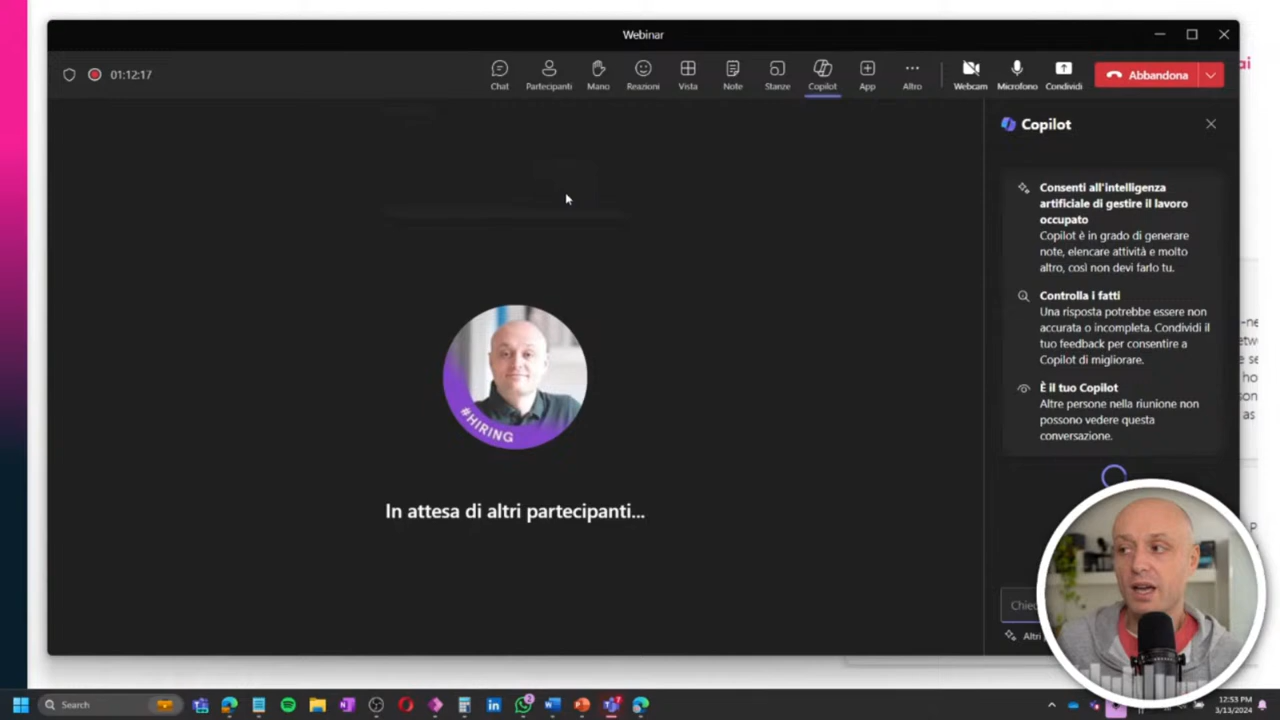 Webinar
01:12:17
Chat
Partecipanti
Mano
Reazioni
Vista
Note
Stanze
Copilot
App
Altro
Webcam
Microfono
Condividi
Abbandona
ai
Copilot
Consenti all'intelligenza
artificiale di gestire il lavoro
occupato
Copilot è in grado di generare
note, elencare attività e molto
altro, così non devi farlo tu.
Controlla i fatti
Una risposta potrebbe essere non
accurata o incompleta. Condividi il
tuo feedback per consentire a
Copilot di migliorare.
È il tuo Copilot
Altre persone nella riunione non
possono vedere questa
conversazione.
#HIRING
In attesa di altri partecipanti...
Chied
Altri
Search
2
12:53 PM
3/13/2024